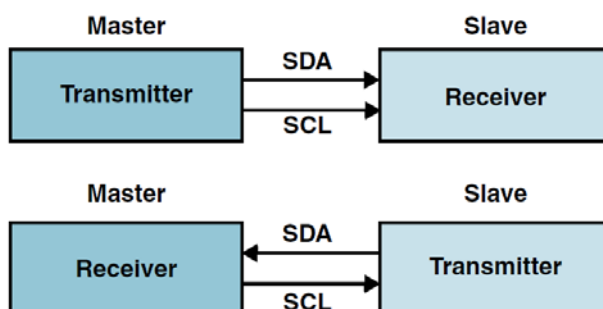 Master Slave
SDA
Transmitter Receiver
SCL
Master Slave
SDA
Receiver Transmitter
SCL